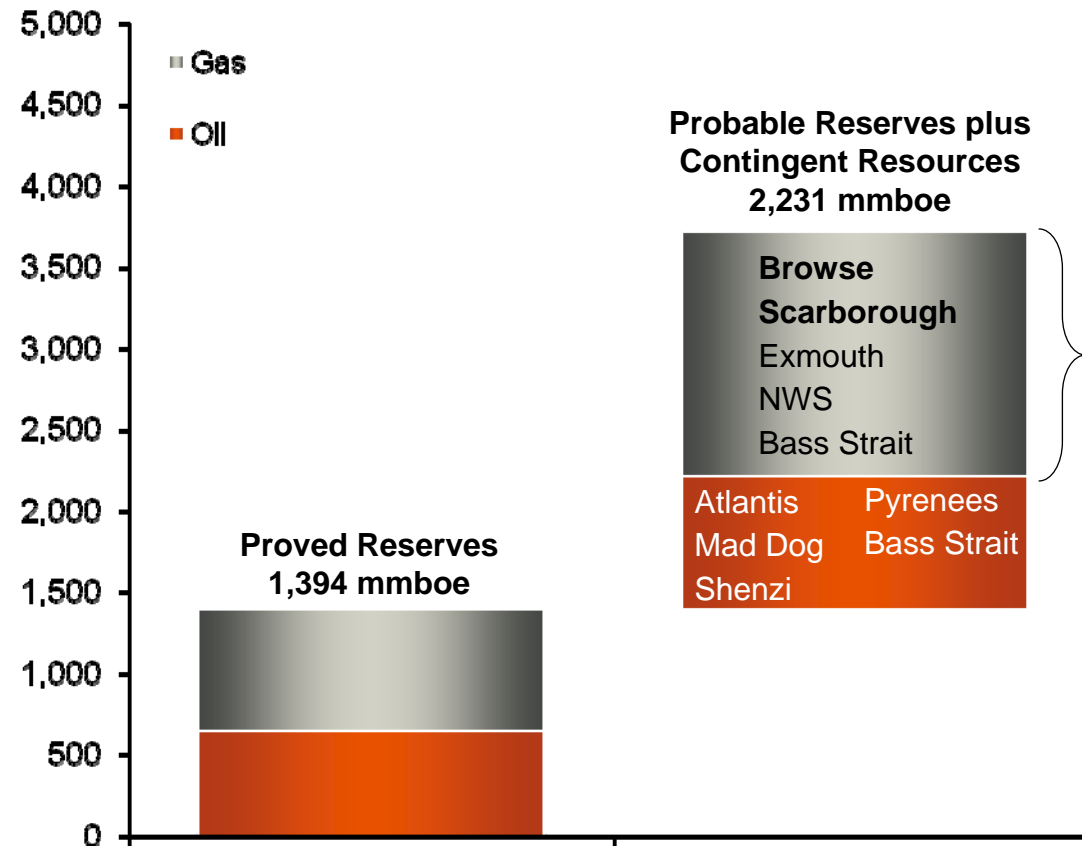 5,000
4,500
4,000
3,500
3,000
2,500
2,000
1,500
1,000
500
0
Gas
Oil
Proved Reserves
1,394 mmboe
Probable Reserves plus
Contingent Resources
2,231 mmboe
Browse
Scarborough
Exmouth
NWS
Bass Strait
Atlantis Pyrenees
Mad Dog Bass Strait
Shenzi